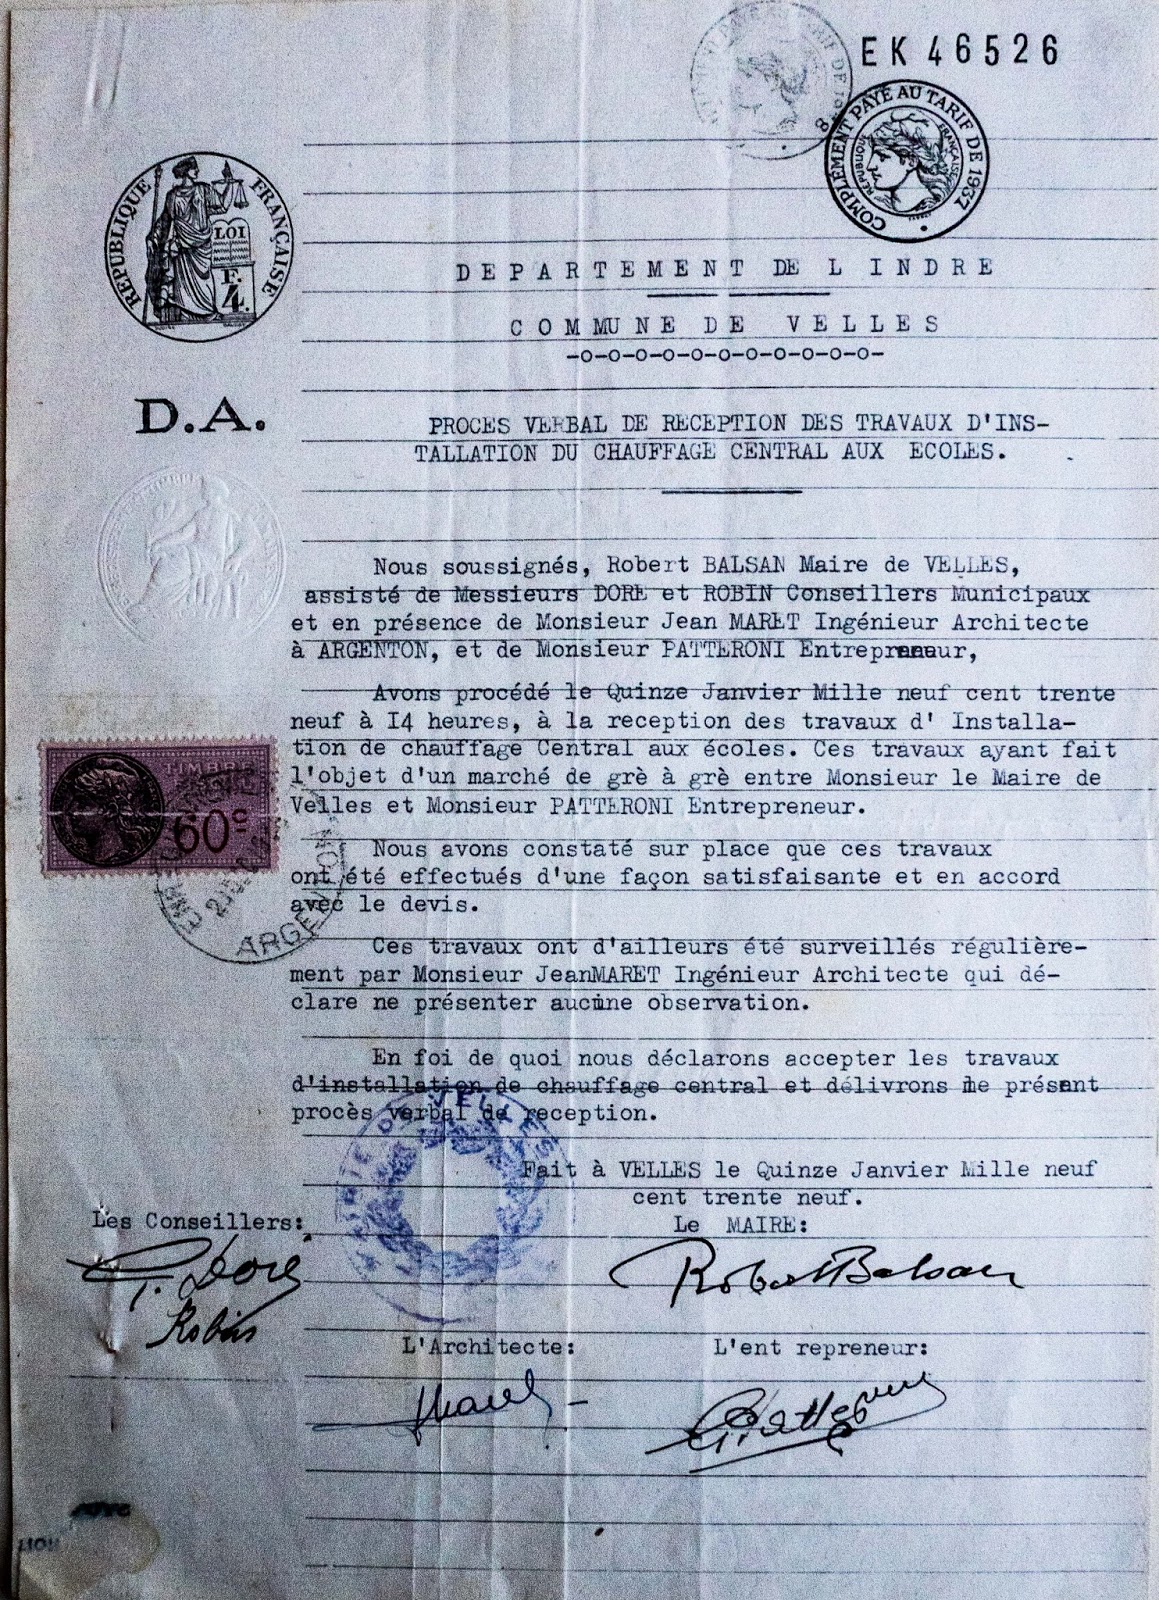 EK 46526
COMPLÉMENT PAYÉ AU TARIF DE 1937
RÉPUBLIQUE FRANÇAISE
RÉPUBLIQUE FRANÇAISE
LOI
F.
4.
DEPARTEMENT DE L INDRE
COMMUNE DE VELLES
-o-o-o-o-o-o-o-o-o-o-o-
D.A.
PROCES VERBAL DE RECEPTION DES TRAVAUX D'INS-
TALLATION DU CHAUFFAGE CENTRAL AUX ECOLES.
Nous soussignés, Robert BALSAN Maire de VELLES,
assisté de Messieurs DORE et ROBIN Conseillers Municipaux
et en présence de Monsieur Jean MARET Ingénieur Architecte
à ARGENTON, et de Monsieur PATTERONI Entrepreneur,
Avons procédé le Quinze Janvier Mille neuf cent trente
neuf à I4 heures, à la reception des travaux d' Installa-
tion de chauffage Central aux écoles. Ces travaux ayant fait
l'objet d'un marché de grè à grè entre Monsieur le Maire de
Velles et Monsieur PATTERONI Entrepreneur.
TIMBRE
60c
ARGENTON
Nous avons constaté sur place que ces travaux
ont été effectués d'une façon satisfaisante et en accord
avec le devis.
Ces travaux ont d'ailleurs été surveillés régulière-
ment par Monsieur JeanMARET Ingénieur Architecte qui dé-
clare ne présenter aucune observation.
En foi de quoi nous déclarons accepter les travaux
d'installation de chauffage central et délivrons le présent
procès verbal de reception.
MAIRIE DE VELLES
Fait à VELLES le Quinze Janvier Mille neuf
cent trente neuf.
Les Conseillers:
Le MAIRE:
Doré
Robin
Robert Balsan
L'Architecte:
L'ent repreneur: